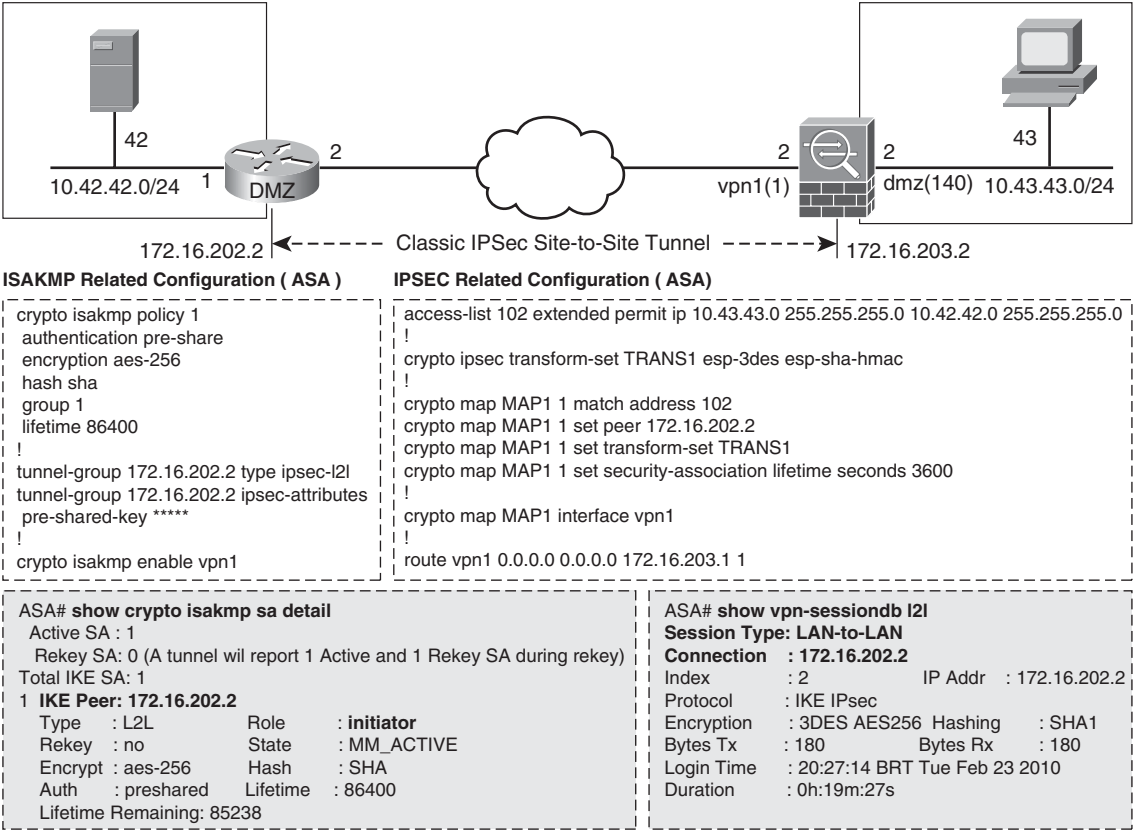 42
10.42.42.0/24
1
DMZ
2
2
vpn1(1)
2
dmz(140)
43
10.43.43.0/24
172.16.202.2
Classic IPSec Site-to-Site Tunnel
172.16.203.2
ISAKMP Related Configuration ( ASA )
crypto isakmp policy 1
authentication pre-share
encryption aes-256
hash sha
group 1
lifetime 86400
!
tunnel-group 172.16.202.2 type ipsec-l2l
tunnel-group 172.16.202.2 ipsec-attributes
pre-shared-key *****
!
crypto isakmp enable vpn1
IPSEC Related Configuration ( ASA)
access-list 102 extended permit ip 10.43.43.0 255.255.255.0 10.42.42.0 255.255.255.0
!
crypto ipsec transform-set TRANS1 esp-3des esp-sha-hmac
!
crypto map MAP1 1 match address 102
crypto map MAP1 1 set peer 172.16.202.2
crypto map MAP1 1 set transform-set TRANS1
crypto map MAP1 1 set security-association lifetime seconds 3600
!
crypto map MAP1 interface vpn1
!
route vpn1 0.0.0.0 0.0.0.0 172.16.203.1 1
ASA# show crypto isakmp sa detail
Active SA : 1
Rekey SA: 0 (A tunnel wil report 1 Active and 1 Rekey SA during rekey)
Total IKE SA: 1
1 IKE Peer: 172.16.202.2
Type : L2L Role : initiator
Rekey : no State : MM_ACTIVE
Encrypt : aes-256 Hash : SHA
Auth : preshared Lifetime : 86400
Lifetime Remaining: 85238
ASA# show vpn-sessiondb l2l
Session Type: LAN-to-LAN
Connection : 172.16.202.2
Index : 2 IP Addr : 172.16.202.2
Protocol : IKE IPsec
Encryption : 3DES AES256 Hashing : SHA1
Bytes Tx : 180 Bytes Rx : 180
Login Time : 20:27:14 BRT Tue Feb 23 2010
Duration : 0h:19m:27s